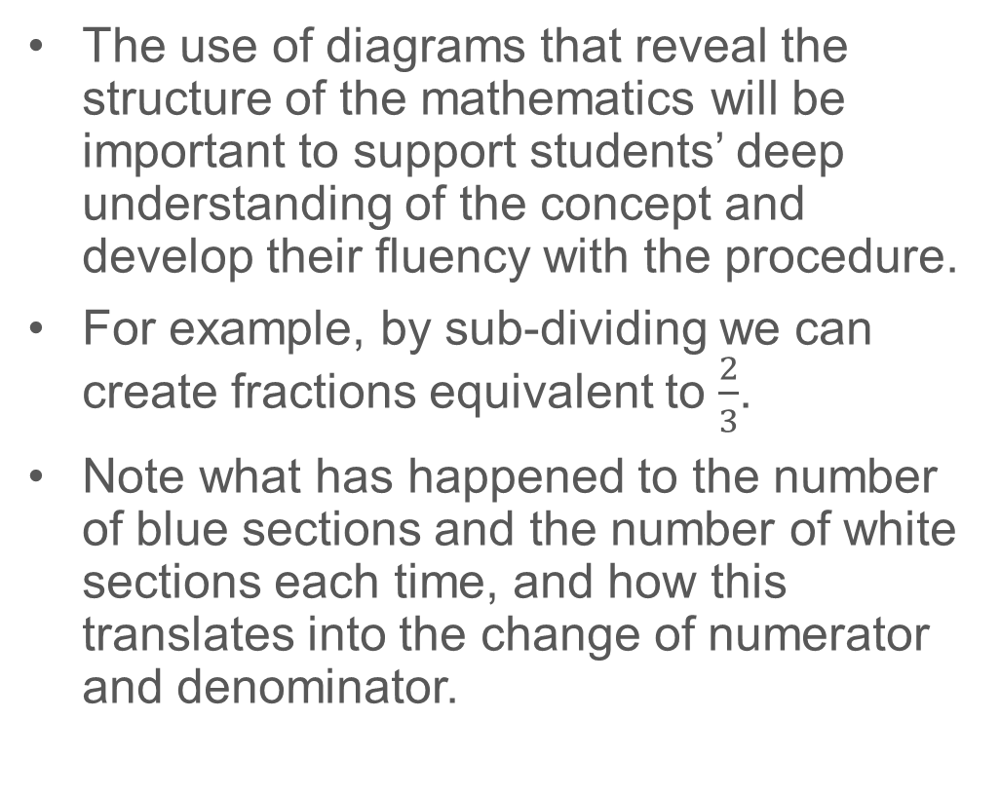 • The use of diagrams that reveal the
structure of the mathematics will be
important to support students’ deep
understanding of the concept and
develop their fluency with the procedure.
• For example, by sub-dividing we can
create fractions equivalent to 2/3.
• Note what has happened to the number
of blue sections and the number of white
sections each time, and how this
translates into the change of numerator
and denominator.